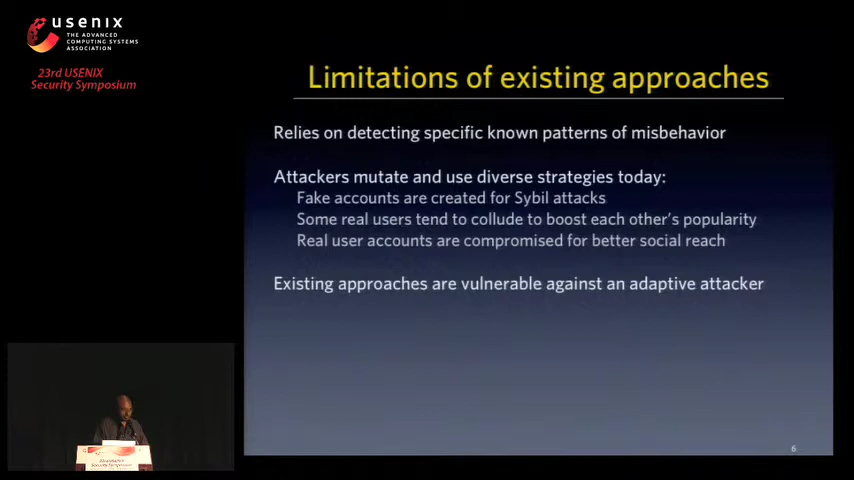 usenix
THE ADVANCED
COMPUTING SYSTEMS
ASSOCIATION
23rd USENIX
Security Symposium
Limitations of existing approaches
Relies on detecting specific known patterns of misbehavior
Attackers mutate and use diverse strategies today:
Fake accounts are created for Sybil attacks
Some real users tend to collude to boost each other's popularity
Real user accounts are compromised for better social reach
Existing approaches are vulnerable against an adaptive attacker
6